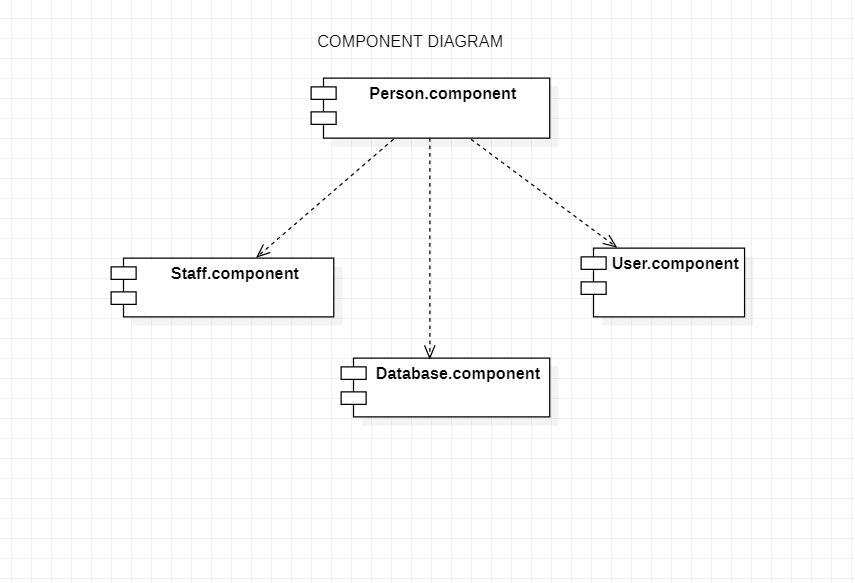 COMPONENT DIAGRAM
Person.component
Staff.component
User.component
Database.component